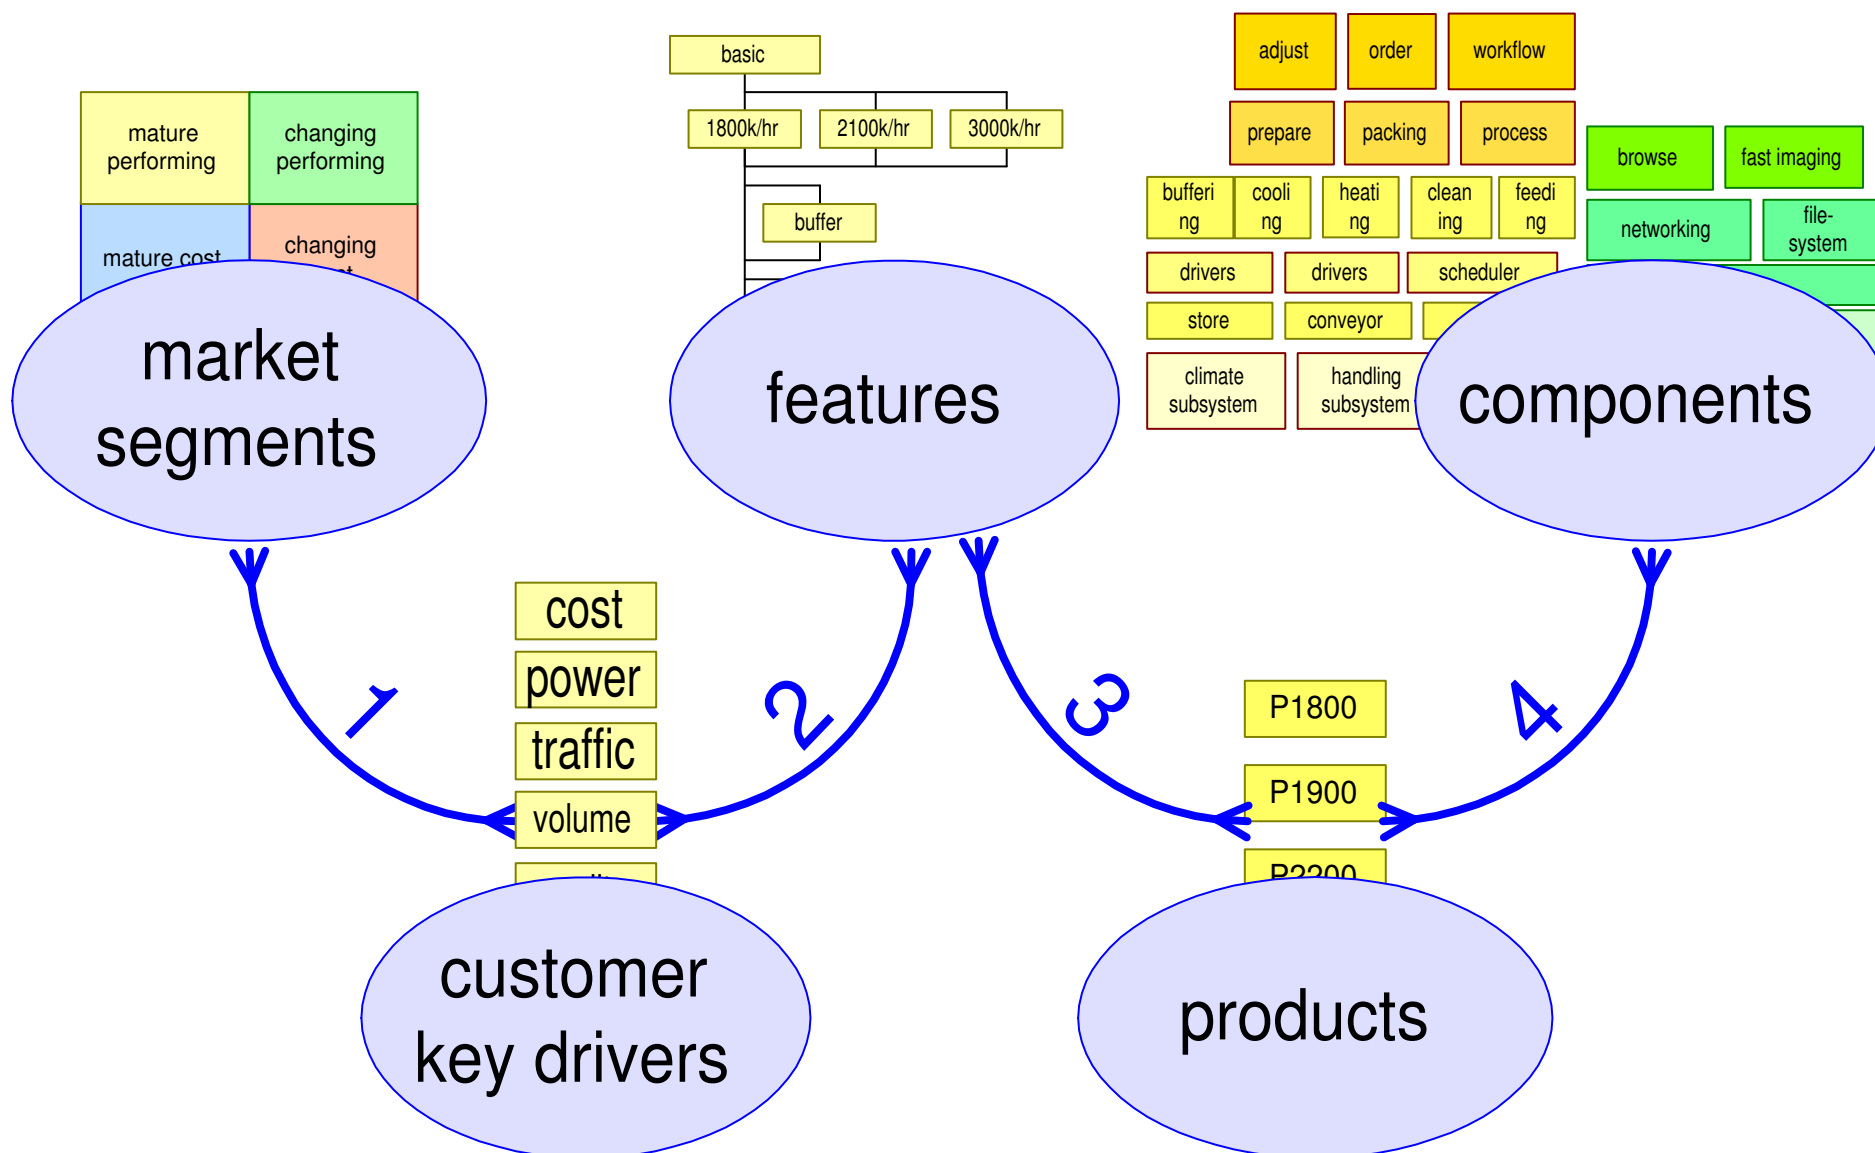 mature
performing
changing
performing
mature cost
changing
market
segments
basic
1800k/hr
2100k/hr
3000k/hr
buffer
features
adjust
order
workflow
prepare
packing
process
bufferi
ng
cooli
ng
heati
ng
clean
ing
feedi
ng
drivers
drivers
scheduler
store
conveyor
climate
subsystem
handling
subsystem
browse
fast imaging
networking
file-
system
components
1
2
3
4
cost
power
traffic
volume
customer
key drivers
P1800
P1900
P2200
products